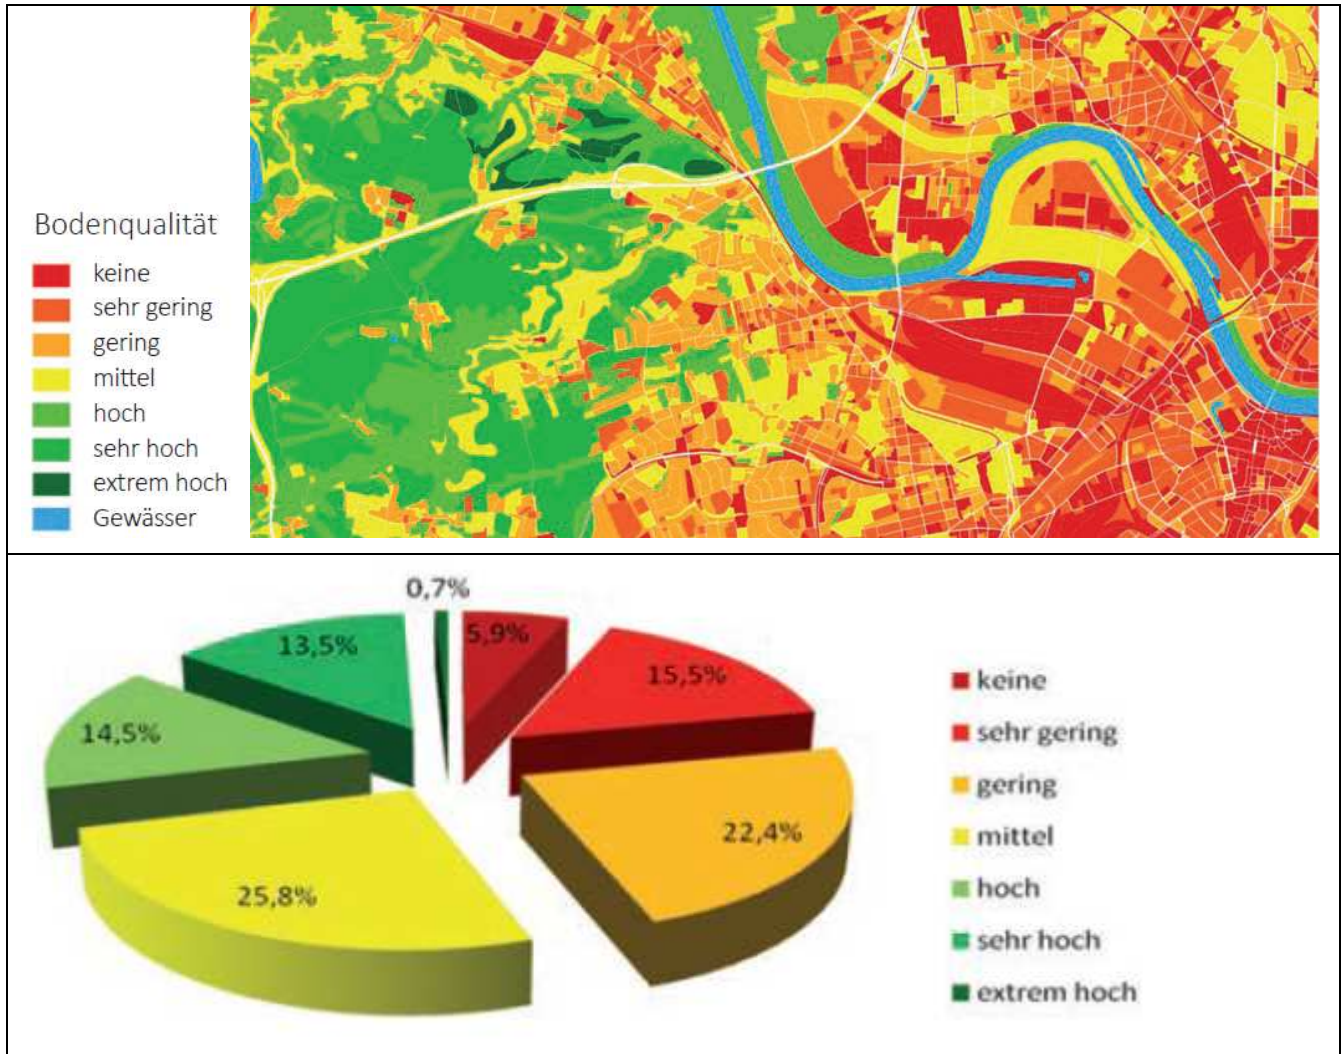 Bodenqualität
keine
sehr gering
gering
mittel
hoch
sehr hoch
extrem hoch
Gewässer
0,7%
5,9%
13,5%
15,5%
14,5%
22,4%
25,8%
keine
sehr gering
gering
mittel
hoch
sehr hoch
extrem hoch